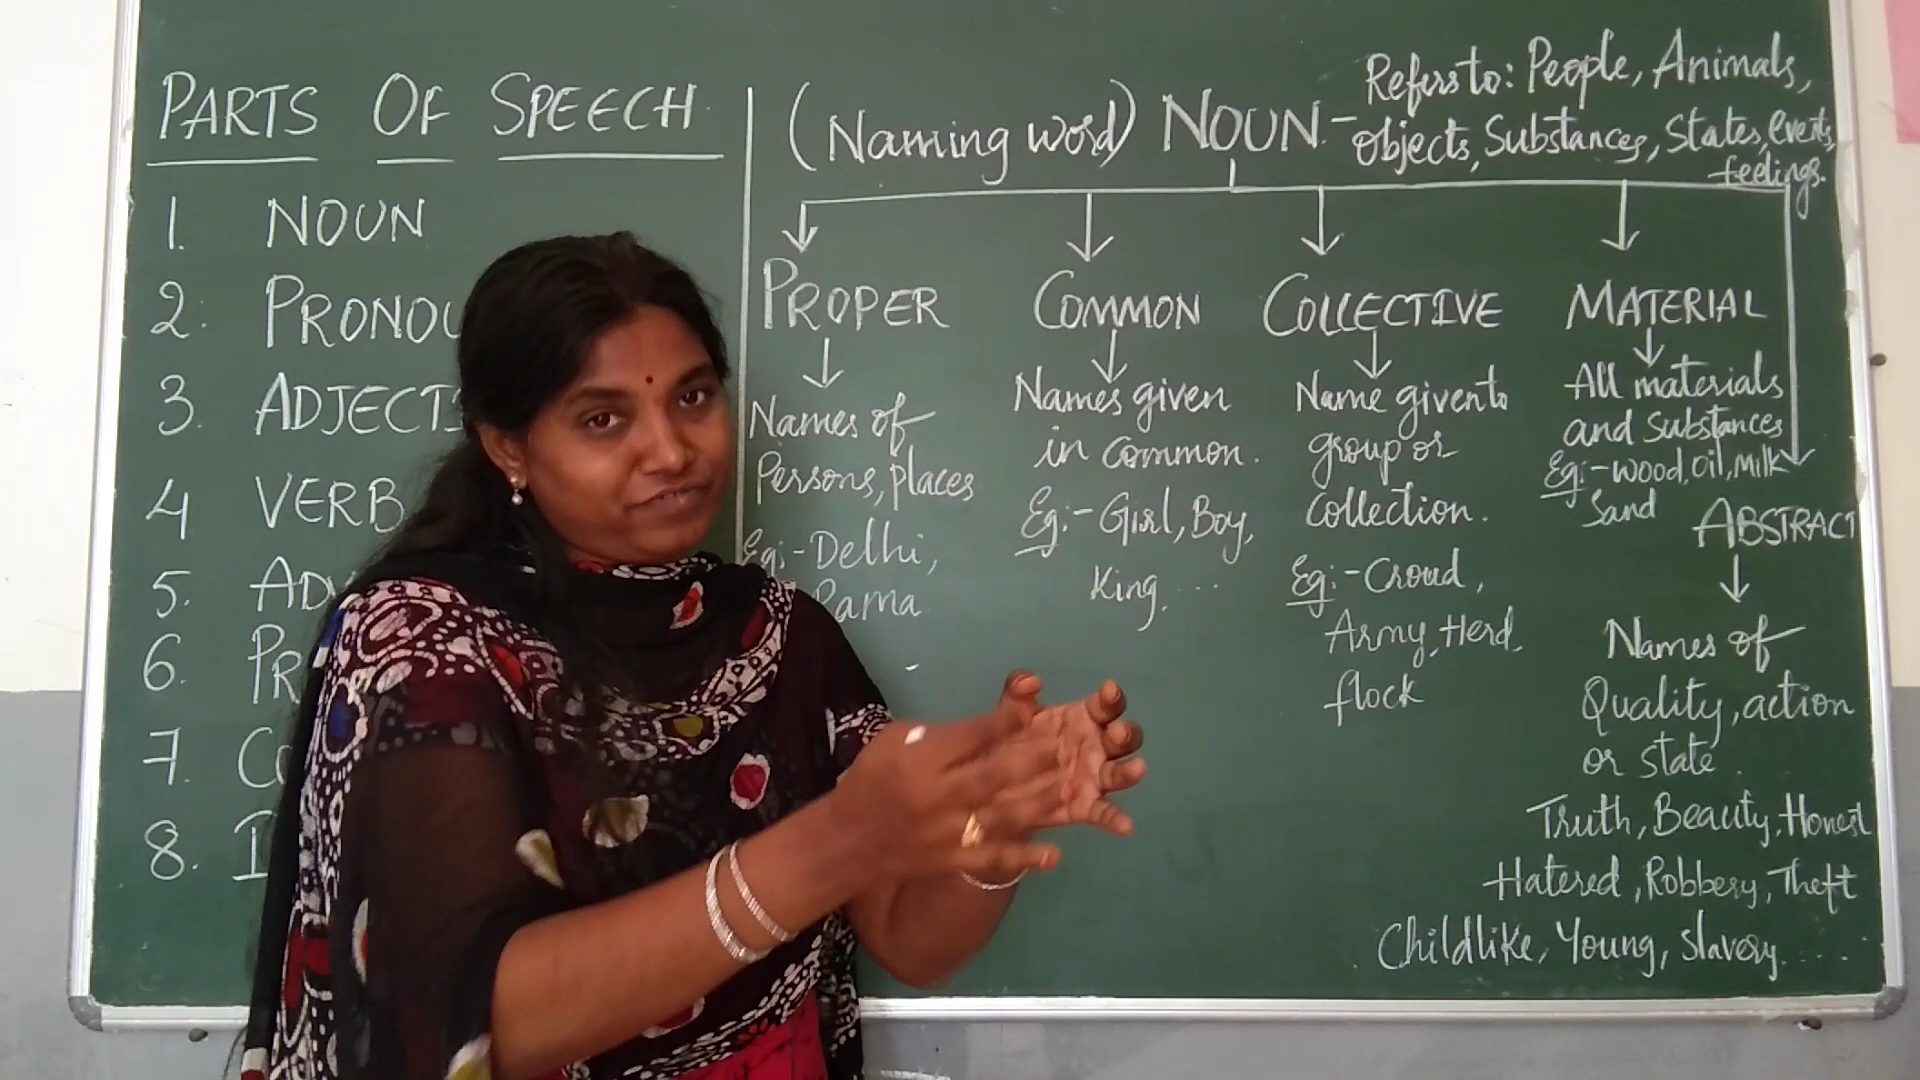 PARTS OF SPEECH
1. NOUN
2. PRONOU
3. ADJECTI
4 VERB
5. ADV
6. PR
7. Co
8. I
(Naming word) NOUN -
Refers to: People, Animals,
objects, Substances, States, events,
feelings.
PROPER
Names of
Persons, places
Eg:- Delhi,
Rama
COMMON
Names given
in common.
Eg:- Girl, Boy,
King. ...
COLLECTIVE
Name given to
group or
collection.
Eg:- Croud,
Army, Herd,
flock
MATERIAL
All materials
and Substances
Eg:- wood, oil, Milk
Sand
ABSTRACT
Names of
Quality, action
or state
Truth, Beauty, Honest
Hatered, Robbery, Theft
Childlike, Young, Slavery....